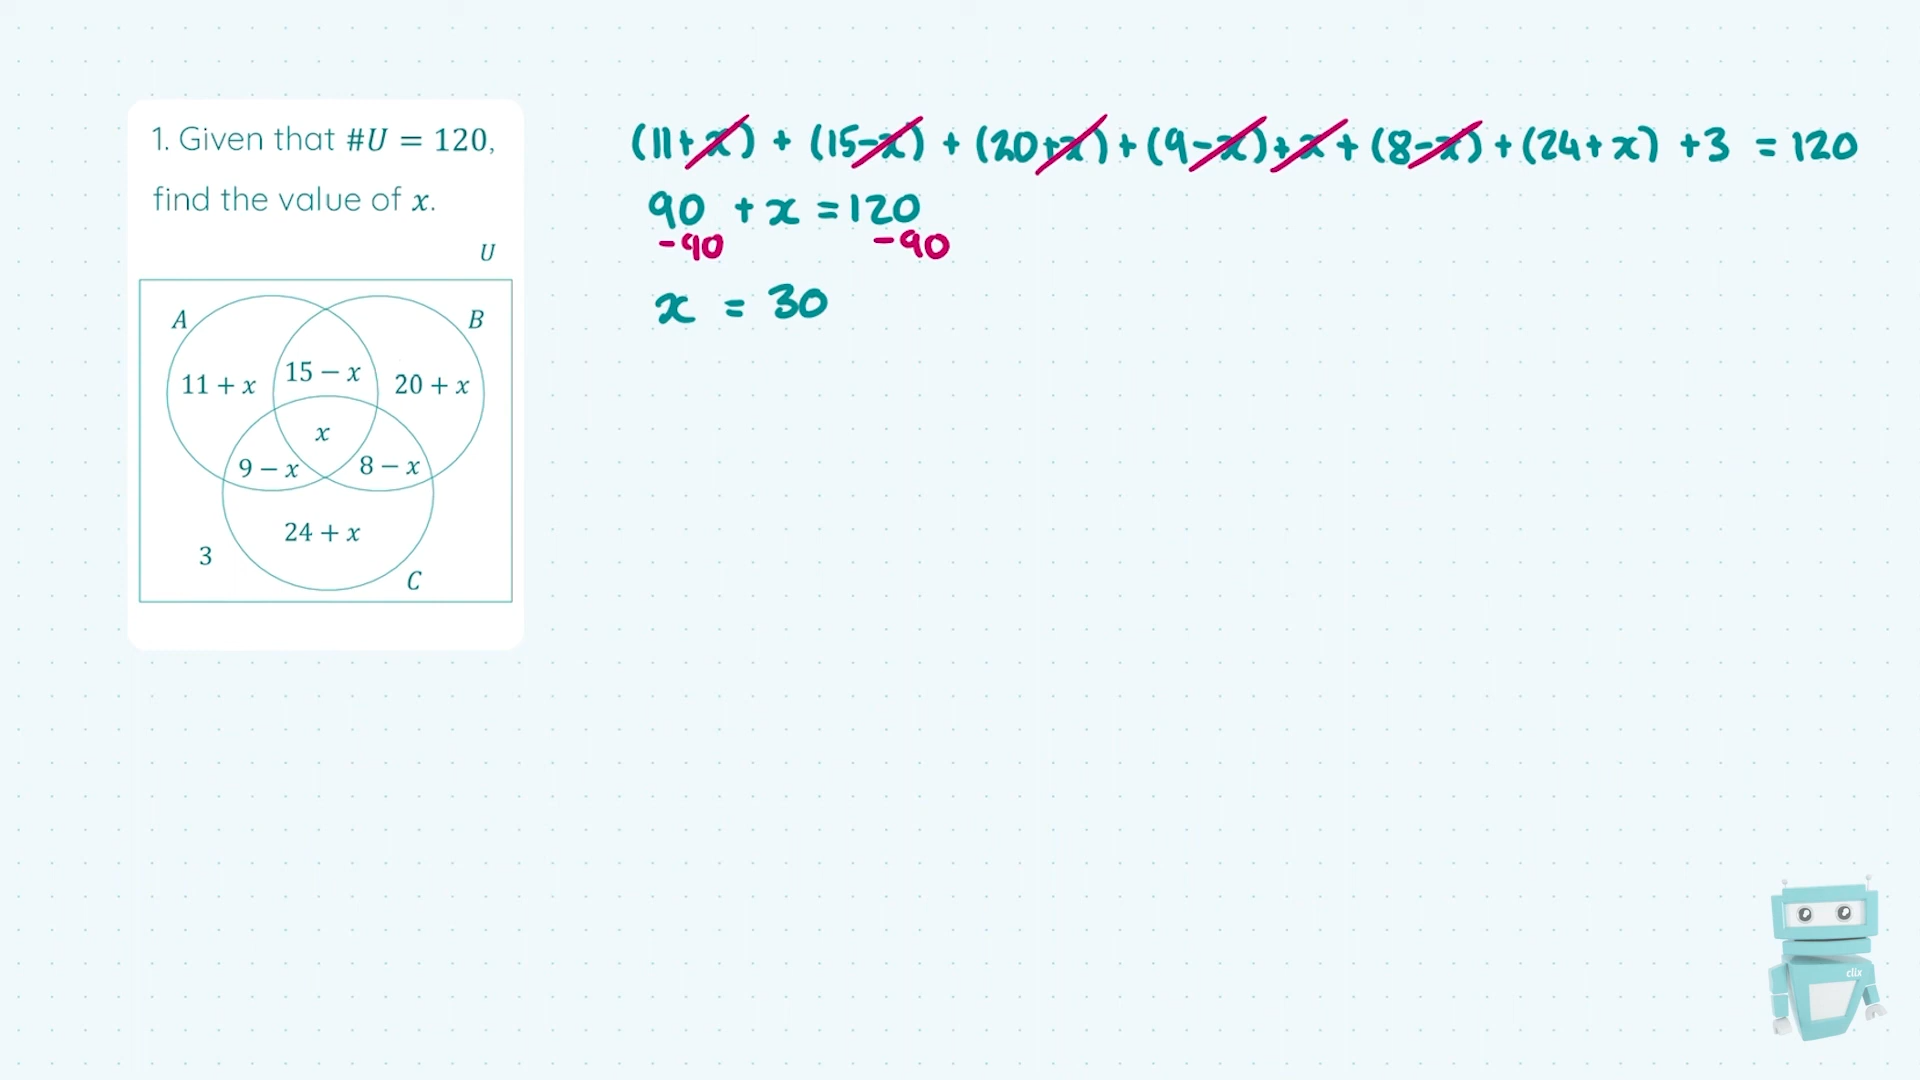 1. Given that #U = 120,
find the value of x.
U
A
B
11 + x
15 − x
20 + x
x
9 − x
8 − x
24 + x
3
C
(11+x) + (15-x) + (20+x) + (9-x) + x + (8-x) + (24+x) + 3 = 120
90 + x = 120
-90 -90
x = 30
clix